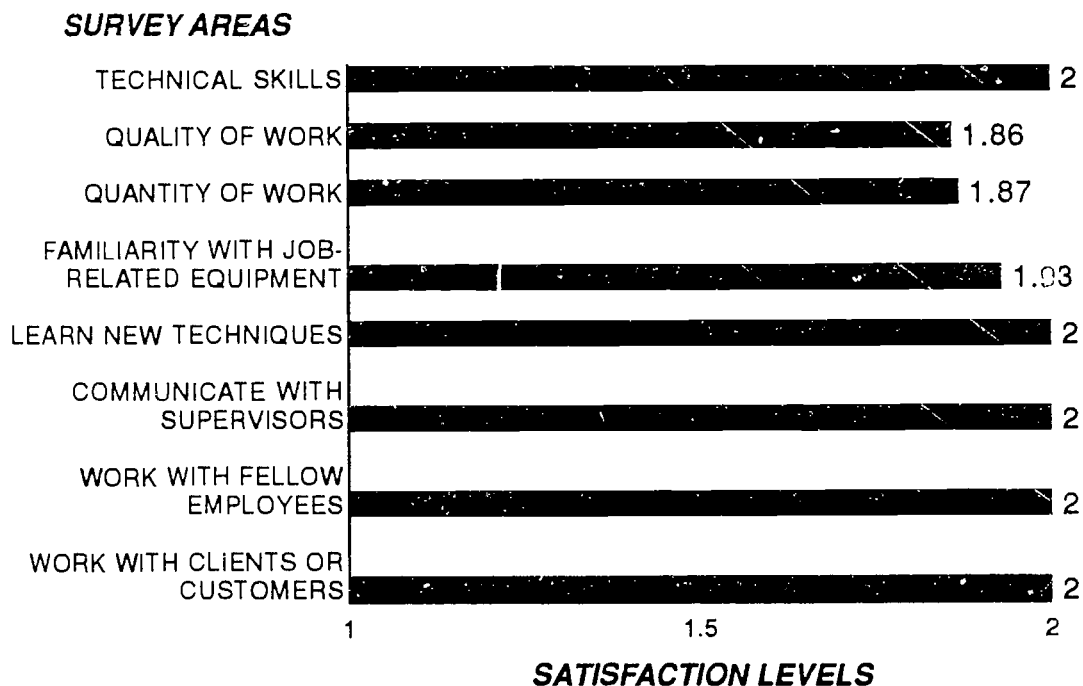 SURVEY AREAS
TECHNICAL SKILLS
2
QUALITY OF WORK
1.86
QUANTITY OF WORK
1.87
FAMILIARITY WITH JOB-
RELATED EQUIPMENT
1.93
LEARN NEW TECHNIQUES
2
COMMUNICATE WITH
SUPERVISORS
2
WORK WITH FELLOW
EMPLOYEES
2
WORK WITH CLIENTS OR
CUSTOMERS
2
1 1.5 2
SATISFACTION LEVELS